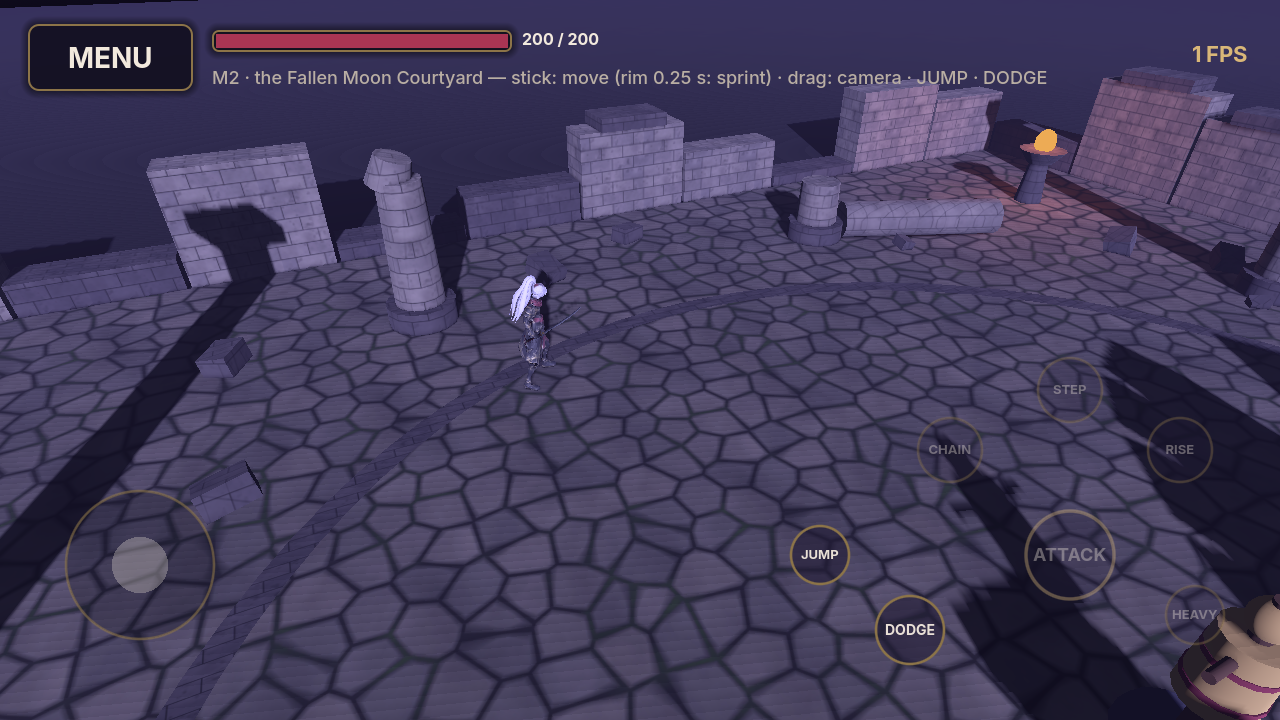 MENU
200 / 200
1 FPS
M2 · the Fallen Moon Courtyard — stick: move (rim 0.25 s: sprint) · drag: camera · JUMP · DODGE
STEP
CHAIN
RISE
JUMP
ATTACK
HEAVY
DODGE